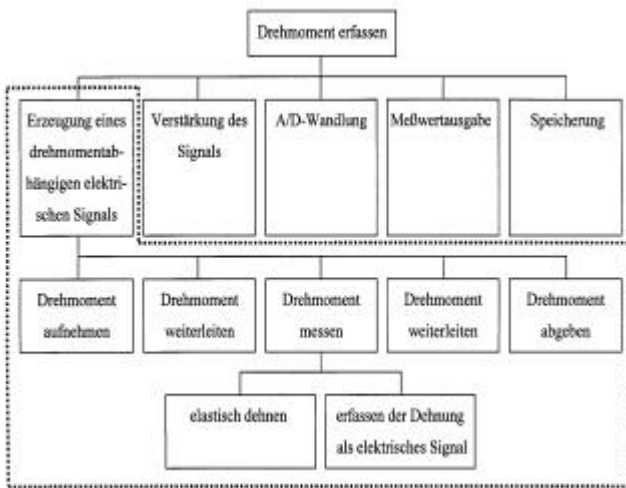 Drehmoment erfassen
Erzeugung eines
drehmomentab-
hängigen elektri-
schen Signals
Verstärkung des
Signals
A/D-Wandlung
Meßwertausgabe
Speicherung
Drehmoment
aufnehmen
Drehmoment
weiterleiten
Drehmoment
messen
Drehmoment
weiterleiten
Drehmoment
abgeben
elastisch dehnen
erfassen der Dehnung
als elektrisches Signal